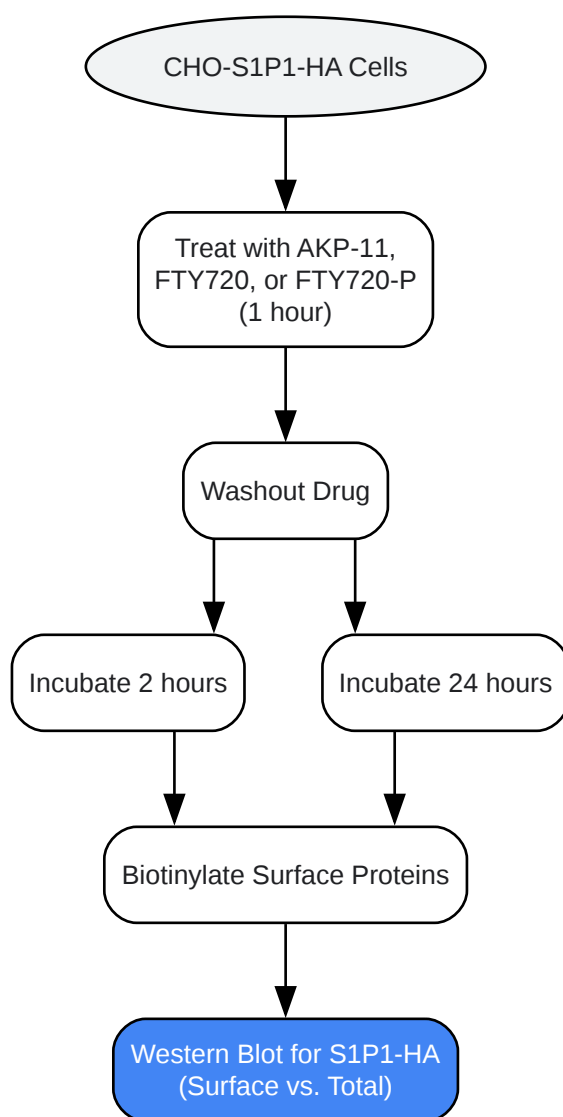 CHO-S1P1-HA Cells
Treat with AKP-11,
FTY720, or FTY720-P
(1 hour)
Washout Drug
Incubate 2 hours
Incubate 24 hours
Biotinylate Surface Proteins
Western Blot for S1P1-HA
(Surface vs. Total)